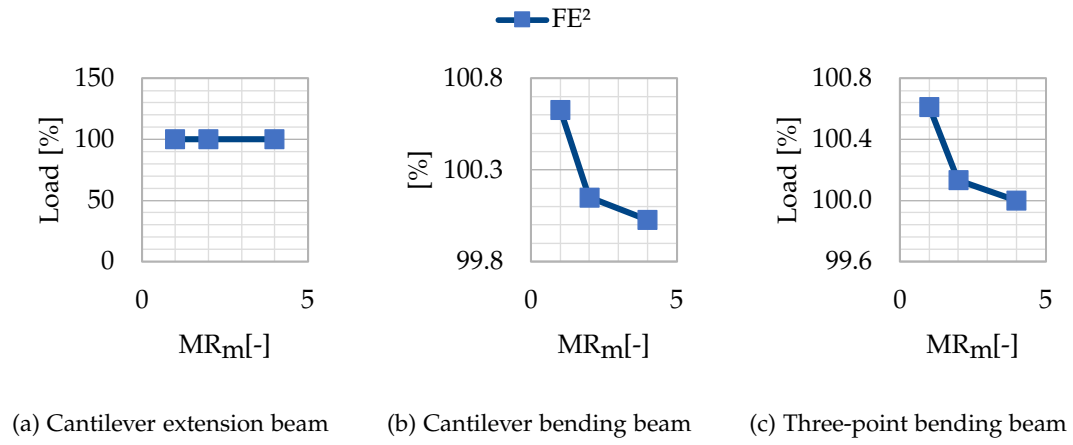 FE²
150
100
50
0
Load [%]
0 5
MRm[-]
(a) Cantilever extension beam
100.8
100.3
99.8
[%]
0 5
MRm[-]
(b) Cantilever bending beam
100.8
100.4
100.0
99.6
Load [%]
0 5
MRm[-]
(c) Three-point bending beam